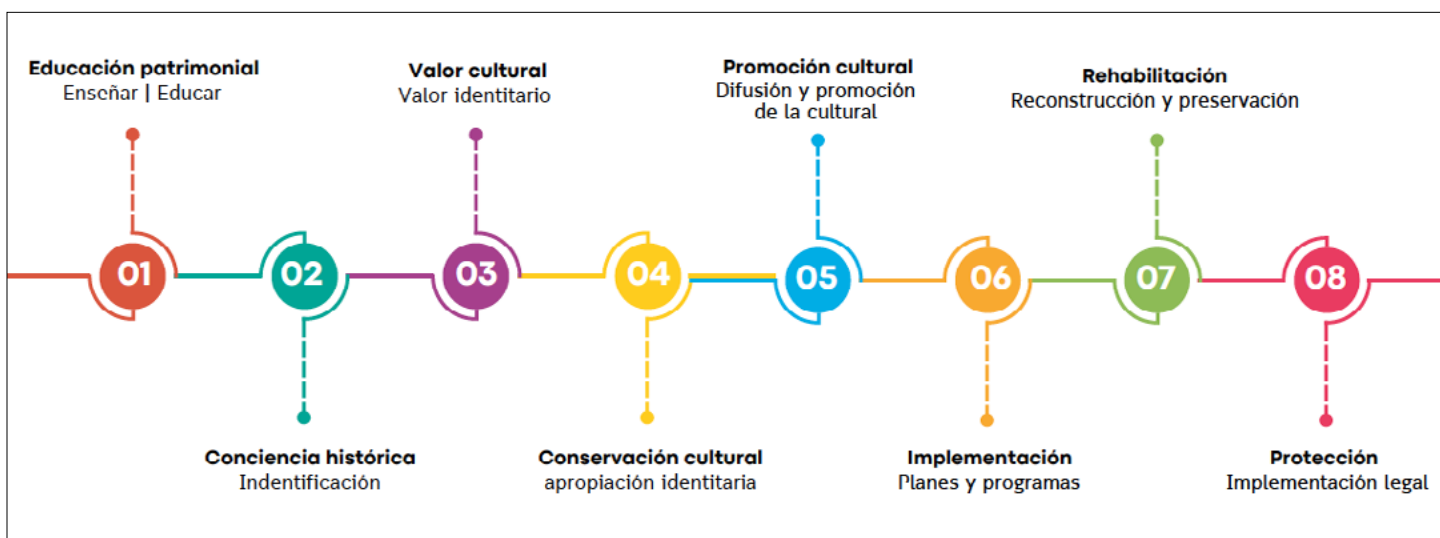 Educación patrimonial
Enseñar | Educar
01
Conciencia histórica
Indentificación
02
Valor cultural
Valor identitario
03
Conservación cultural
apropiación identitaria
04
Promoción cultural
Difusión y promoción
de la cultural
05
Implementación
Planes y programas
06
Rehabilitación
Reconstrucción y preservación
07
Protección
Implementación legal
08